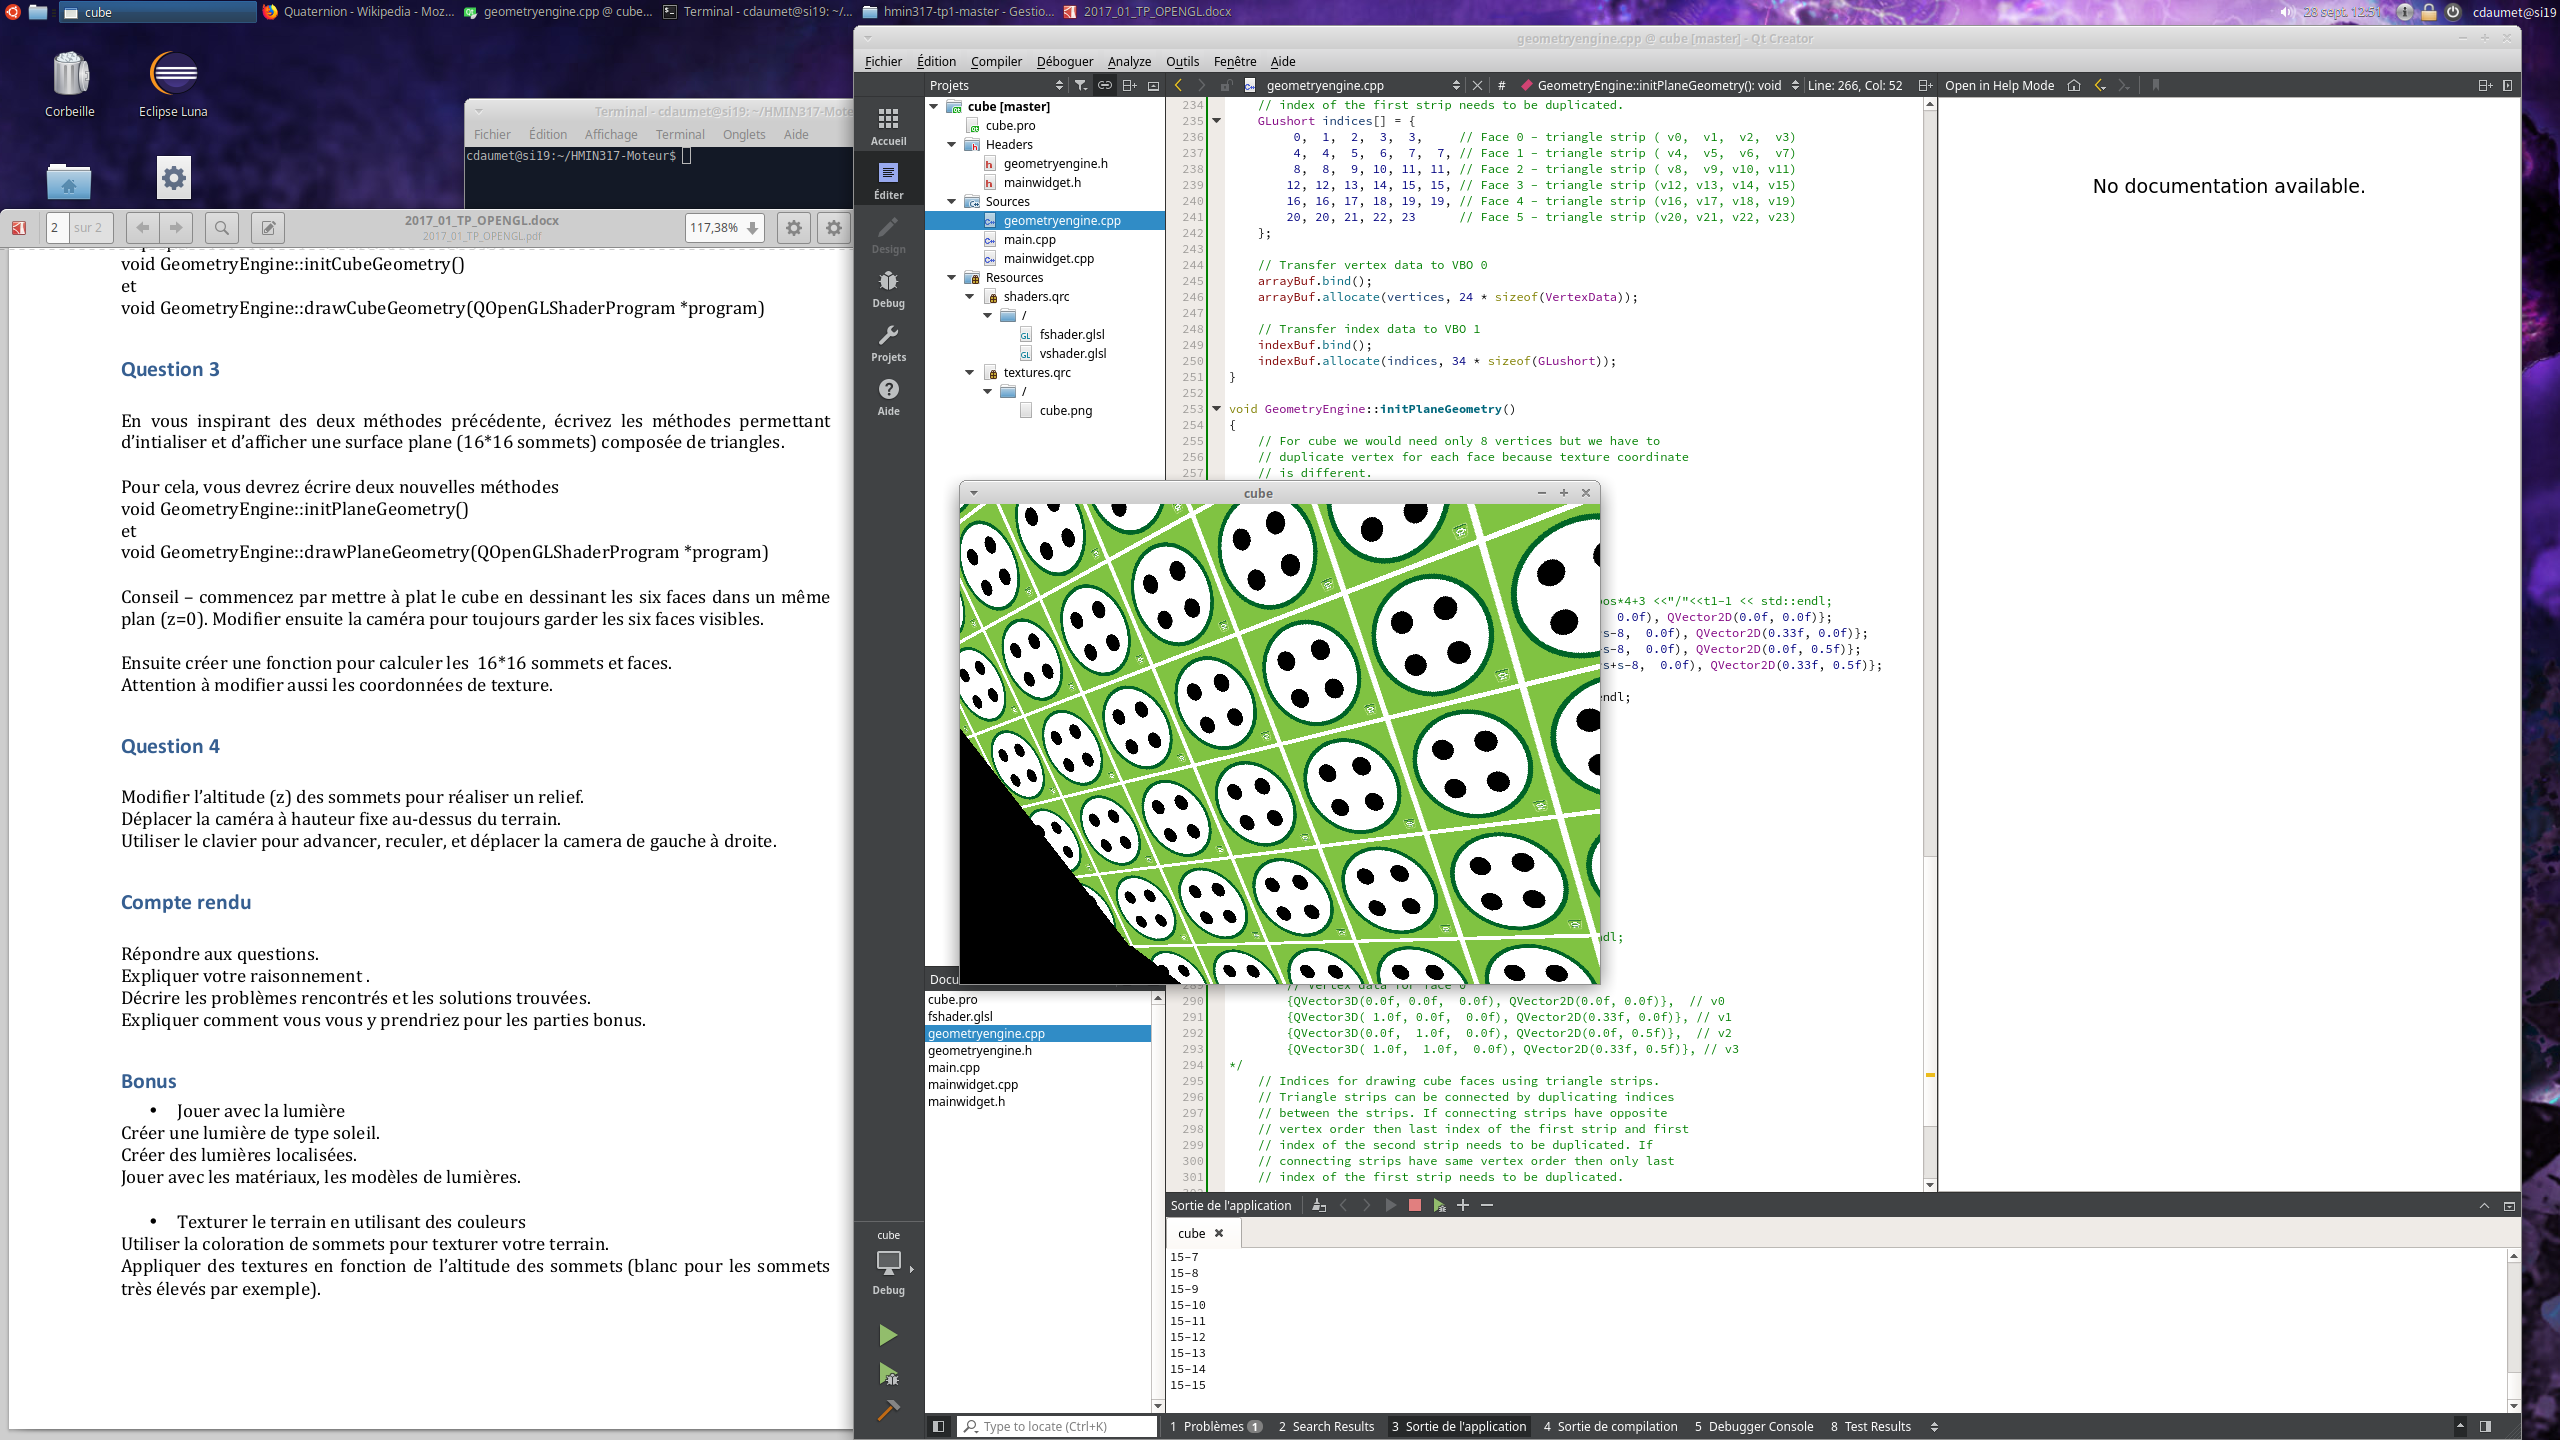 cube
Quaternion - Wikipedia - Moz...
geometryengine.cpp @ cube...
Terminal - cdaumet@si19: ~/...
hmin317-tp1-master - Gestio...
2017_01_TP_OPENGL.docx
28 sept. 12:51
cdaumet@si19
Corbeille
Eclipse Luna
Terminal - cdaumet@si19: ~/HMIN317-Mote
Fichier Édition Affichage Terminal Onglets Aide
cdaumet@si19:~/HMIN317-Moteur$
2 sur 2
2017_01_TP_OPENGL.docx
2017_01_TP_OPENGL.pdf
117,38%
void GeometryEngine::initCubeGeometry()
et
void GeometryEngine::drawCubeGeometry(QOpenGLShaderProgram *program)
Question 3
En vous inspirant des deux méthodes précédente, écrivez les méthodes permettant
d'intialiser et d'afficher une surface plane (16*16 sommets) composée de triangles.
Pour cela, vous devrez écrire deux nouvelles méthodes
void GeometryEngine::initPlaneGeometry()
et
void GeometryEngine::drawPlaneGeometry(QOpenGLShaderProgram *program)
Conseil – commencez par mettre à plat le cube en dessinant les six faces dans un même
plan (z=0). Modifier ensuite la caméra pour toujours garder les six faces visibles.
Ensuite créer une fonction pour calculer les 16*16 sommets et faces.
Attention à modifier aussi les coordonnées de texture.
Question 4
Modifier l'altitude (z) des sommets pour réaliser un relief.
Déplacer la caméra à hauteur fixe au-dessus du terrain.
Utiliser le clavier pour advancer, reculer, et déplacer la camera de gauche à droite.
Compte rendu
Répondre aux questions.
Expliquer votre raisonnement .
Décrire les problèmes rencontrés et les solutions trouvées.
Expliquer comment vous vous y prendriez pour les parties bonus.
Bonus
• Jouer avec la lumière
Créer une lumière de type soleil.
Créer des lumières localisées.
Jouer avec les matériaux, les modèles de lumières.
• Texturer le terrain en utilisant des couleurs
Utiliser la coloration de sommets pour texturer votre terrain.
Appliquer des textures en fonction de l'altitude des sommets (blanc pour les sommets
très élevés par exemple).
geometryengine.cpp @ cube [master] - Qt Creator
Fichier Édition Compiler Déboguer Analyze Outils Fenêtre Aide
Projets
geometryengine.cpp
#
GeometryEngine::initPlaneGeometry(): void
Line: 266, Col: 52
Open in Help Mode
Accueil
Éditer
Design
Debug
Projets
Aide
cube [master]
cube.pro
Headers
geometryengine.h
mainwidget.h
Sources
geometryengine.cpp
main.cpp
mainwidget.cpp
Resources
shaders.qrc
/
fshader.glsl
vshader.glsl
textures.qrc
/
cube.png
234 // index of the first strip needs to be duplicated.
235 GLushort indices[] = {
236 0, 1, 2, 3, 3, // Face 0 - triangle strip ( v0, v1, v2, v3)
237 4, 4, 5, 6, 7, 7, // Face 1 - triangle strip ( v4, v5, v6, v7)
238 8, 8, 9, 10, 11, 11, // Face 2 - triangle strip ( v8, v9, v10, v11)
239 12, 12, 13, 14, 15, 15, // Face 3 - triangle strip (v12, v13, v14, v15)
240 16, 16, 17, 18, 19, 19, // Face 4 - triangle strip (v16, v17, v18, v19)
241 20, 20, 21, 22, 23 // Face 5 - triangle strip (v20, v21, v22, v23)
242 };
243
244 // Transfer vertex data to VBO 0
245 arrayBuf.bind();
246 arrayBuf.allocate(vertices, 24 * sizeof(VertexData));
247
248 // Transfer index data to VBO 1
249 indexBuf.bind();
250 indexBuf.allocate(indices, 34 * sizeof(GLushort));
251 }
252
253 void GeometryEngine::initPlaneGeometry()
254 {
255 // For cube we would need only 8 vertices but we have to
256 // duplicate vertex for each face because texture coordinate
257 // is different.
cube
os*4+3 <<"/"<<t1-1 << std::endl;
0.0f), QVector2D(0.0f, 0.0f)};
s-8, 0.0f), QVector2D(0.33f, 0.0f)};
s-8, 0.0f), QVector2D(0.0f, 0.5f)};
s+s-8, 0.0f), QVector2D(0.33f, 0.5f)};
ndl;
dl;
289 // Vertex data for face 0
290 {QVector3D(0.0f, 0.0f, 0.0f), QVector2D(0.0f, 0.0f)}, // v0
291 {QVector3D( 1.0f, 0.0f, 0.0f), QVector2D(0.33f, 0.0f)}, // v1
292 {QVector3D(0.0f, 1.0f, 0.0f), QVector2D(0.0f, 0.5f)}, // v2
293 {QVector3D( 1.0f, 1.0f, 0.0f), QVector2D(0.33f, 0.5f)}, // v3
294 */
295 // Indices for drawing cube faces using triangle strips.
296 // Triangle strips can be connected by duplicating indices
297 // between the strips. If connecting strips have opposite
298 // vertex order then last index of the first strip and first
299 // index of the second strip needs to be duplicated. If
300 // connecting strips have same vertex order then only last
301 // index of the first strip needs to be duplicated.
No documentation available.
Docu
cube.pro
fshader.glsl
geometryengine.cpp
geometryengine.h
main.cpp
mainwidget.cpp
mainwidget.h
cube
Debug
Sortie de l'application
cube
15-7
15-8
15-9
15-10
15-11
15-12
15-13
15-14
15-15
Type to locate (Ctrl+K)
1 Problèmes 1
2 Search Results
3 Sortie de l'application
4 Sortie de compilation
5 Debugger Console
8 Test Results